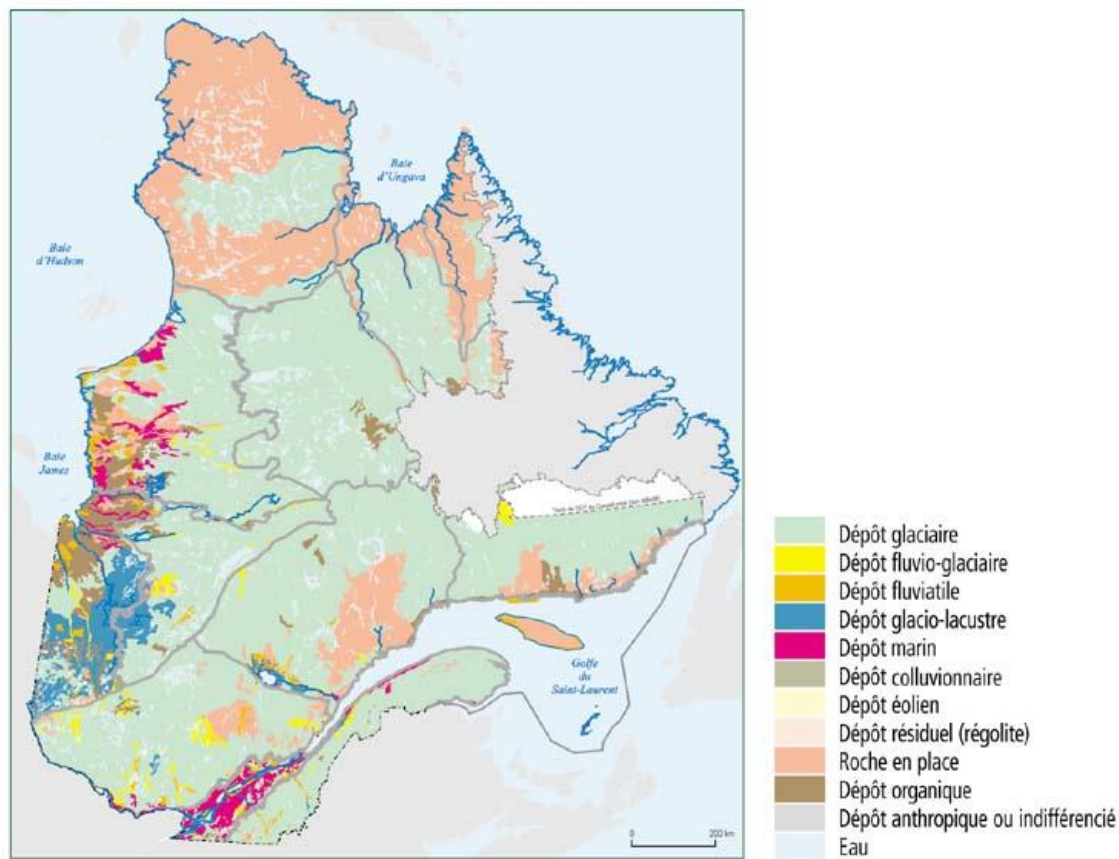 Baie
d'Ungava
Baie
d'Hudson
Baie
James
Golfe
du
Saint-Laurent
0 200 km
Dépôt glaciaire
Dépôt fluvio-glaciaire
Dépôt fluviatile
Dépôt glacio-lacustre
Dépôt marin
Dépôt colluvionnaire
Dépôt éolien
Dépôt résiduel (régolite)
Roche en place
Dépôt organique
Dépôt anthropique ou indifférencié
Eau